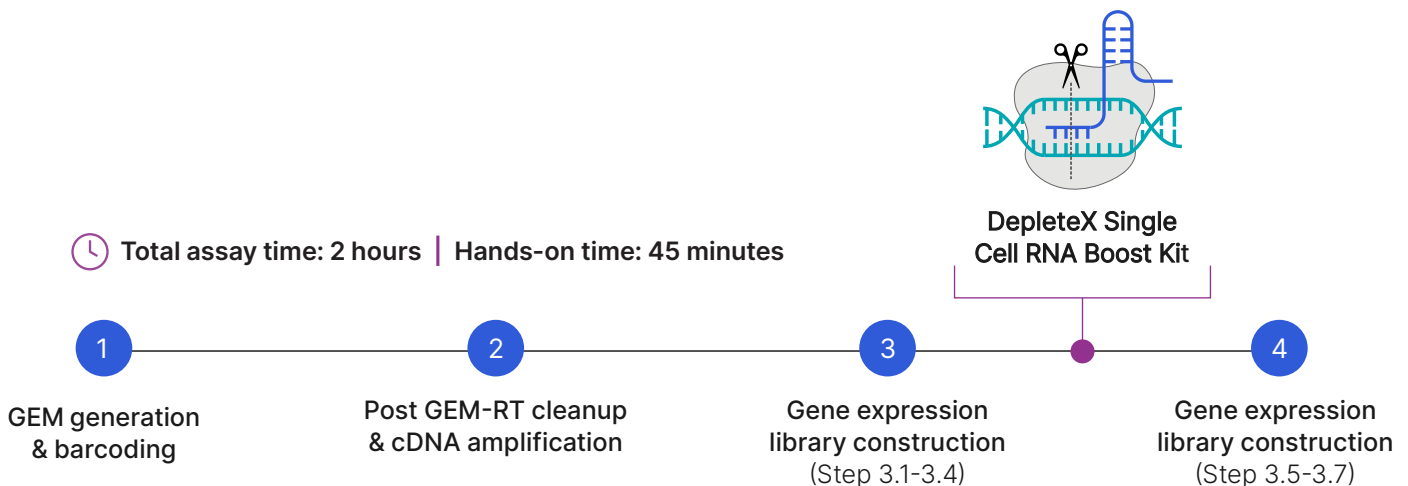 DepleteX Single
Cell RNA Boost Kit
Total assay time: 2 hours | Hands-on time: 45 minutes
1
2
3
4
GEM generation
& barcoding
Post GEM-RT cleanup
& cDNA amplification
Gene expression
library construction
(Step 3.1-3.4)
Gene expression
library construction
(Step 3.5-3.7)